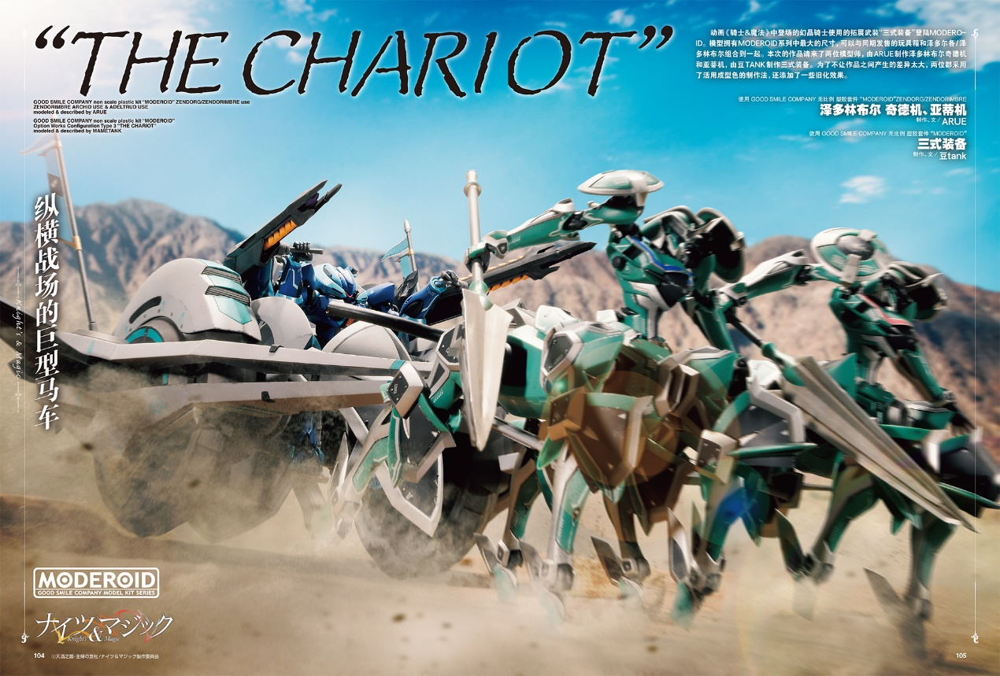 “THE CHARIOT”
GOOD SMILE COMPANY non scale plastic kit “MODEROID” ZENDORG/ZENDORIMBRE use
ZENDORIMBRE ARCHID USE & ADELTRUD USE
modeled & described by ARUE
GOOD SMILE COMPANY non scale plastic kit “MODEROID”
Option Works Configuration Type 3 “THE CHARIOT”
modeled & described by MAMETANK
动画《骑士&魔法》中登场的幻晶骑士使用的拓展武装“三式装备”登陆MODERO-
ID。模型拥有MODEROID系列中最大的尺寸，可以与同期发售的玩具箱和泽多尔各/泽
多林布尔组合到一起。本次的作品请来了两位模型师，由ARUE制作泽多林布尔奇德机
和亚蒂机，由豆TANK制作三式装备。为了不让作品之间产生的差异太大，两位都采用
了活用成型色的制作法，还添加了一些旧化效果。
使用 GOOD SMILE COMPANY 无比例 塑胶套件 “MODEROID”ZENDORG/ZENDORIMBRE
泽多林布尔 奇德机、亚蒂机
制作、文／ARUE
使用 GOOD SMILE COMPANY 无比例 塑胶套件 “MODEROID”
三式装备
制作、文／豆tank
纵横战场的巨型马车
Knight's & Magic
MODEROID
GOOD SMILE COMPANY MODEL KIT SERIES
ナイツ&マジック
Knight's & Magic
104 ©天酒之瓢・主婦の友社/ナイツ&マジック製作委員会
105